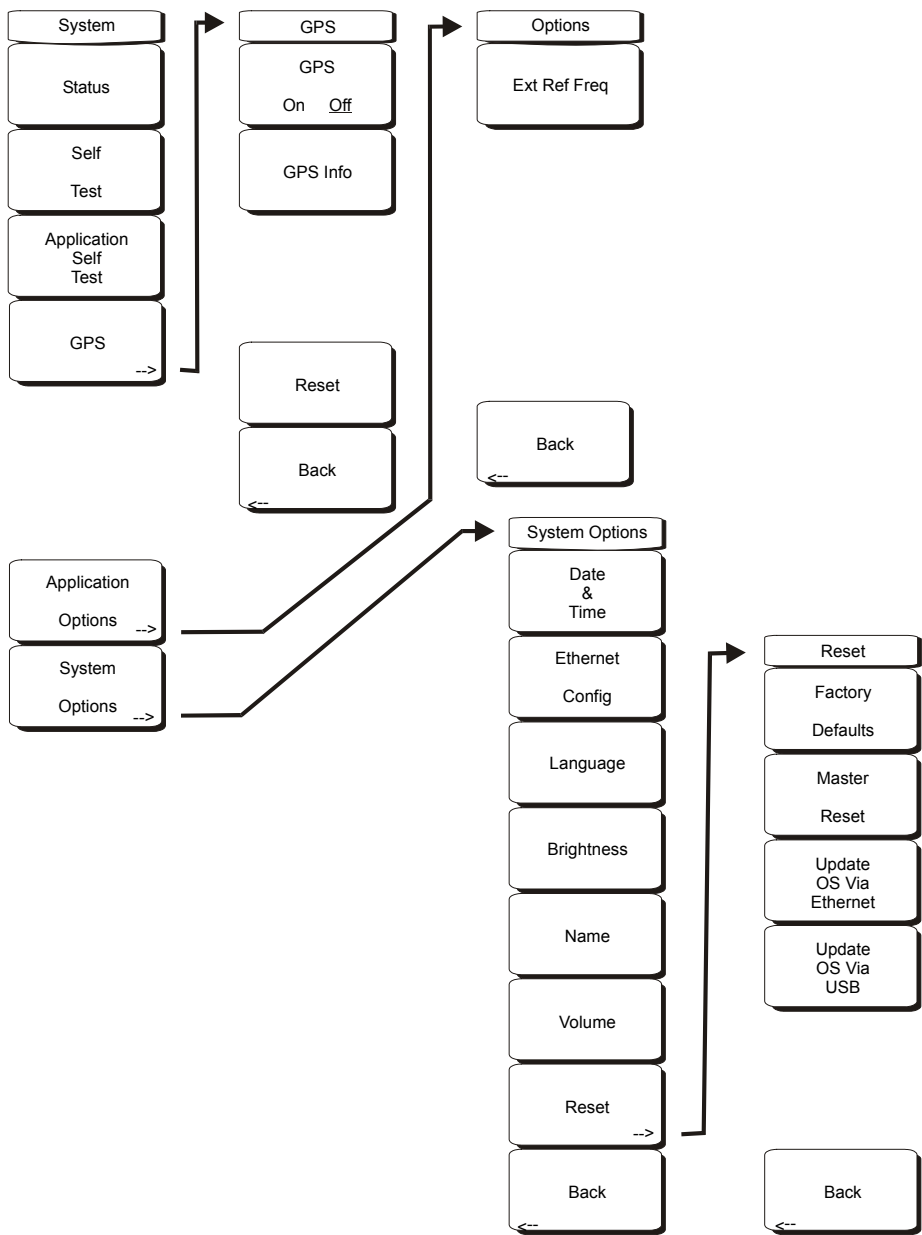 System
Status
Self
Test
Application
Self
Test
GPS
-->
Application
Options -->
System
Options -->
GPS
GPS
On Off
GPS Info
Reset
Back
<--
Options
Ext Ref Freq
Back
<--
System Options
Date
&
Time
Ethernet
Config
Language
Brightness
Name
Volume
Reset
-->
Back
<--
Reset
Factory
Defaults
Master
Reset
Update
OS Via
Ethernet
Update
OS Via
USB
Back
<--